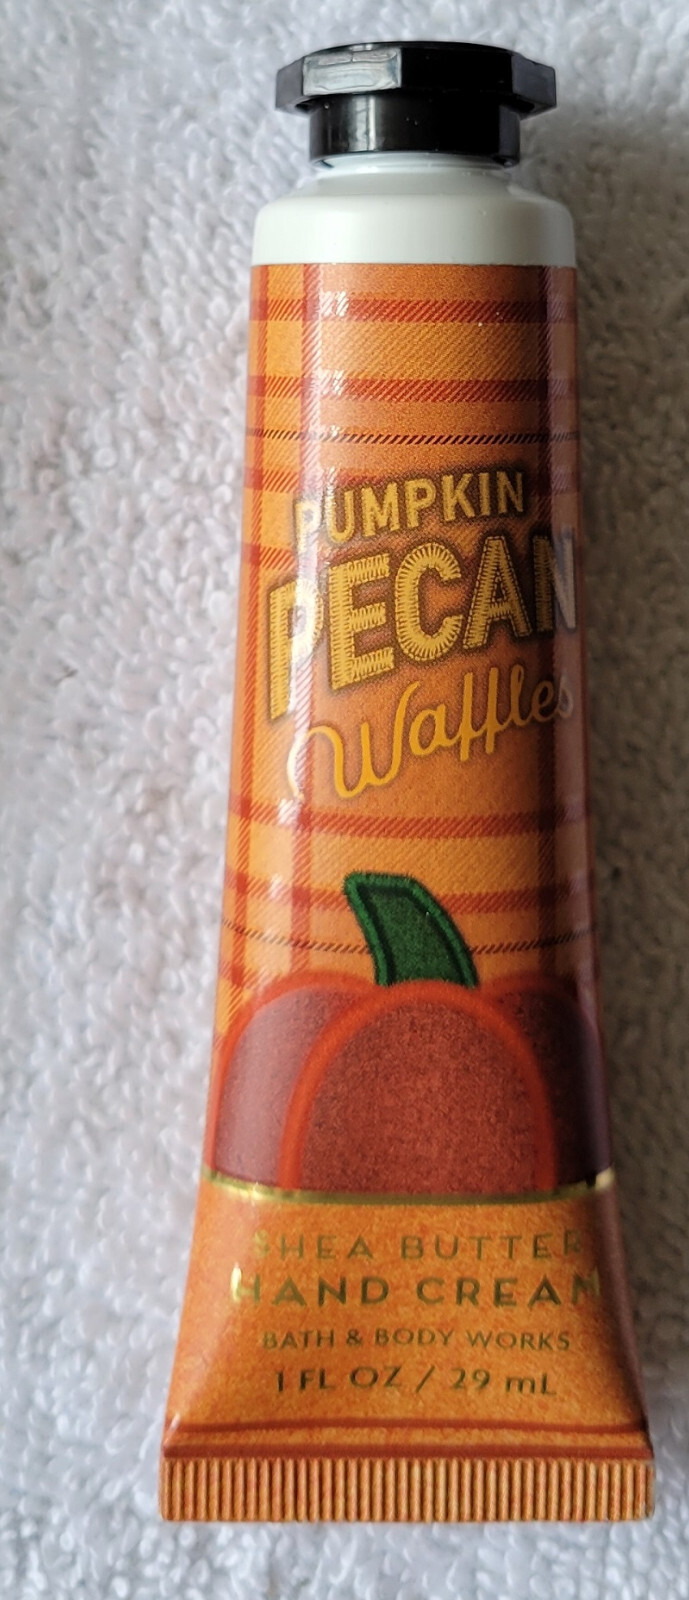 PUMPKIN
PECAN
Waffles
SHEA BUTTER
HAND CREAM
BATH & BODY WORKS
1 FL OZ / 29 mL